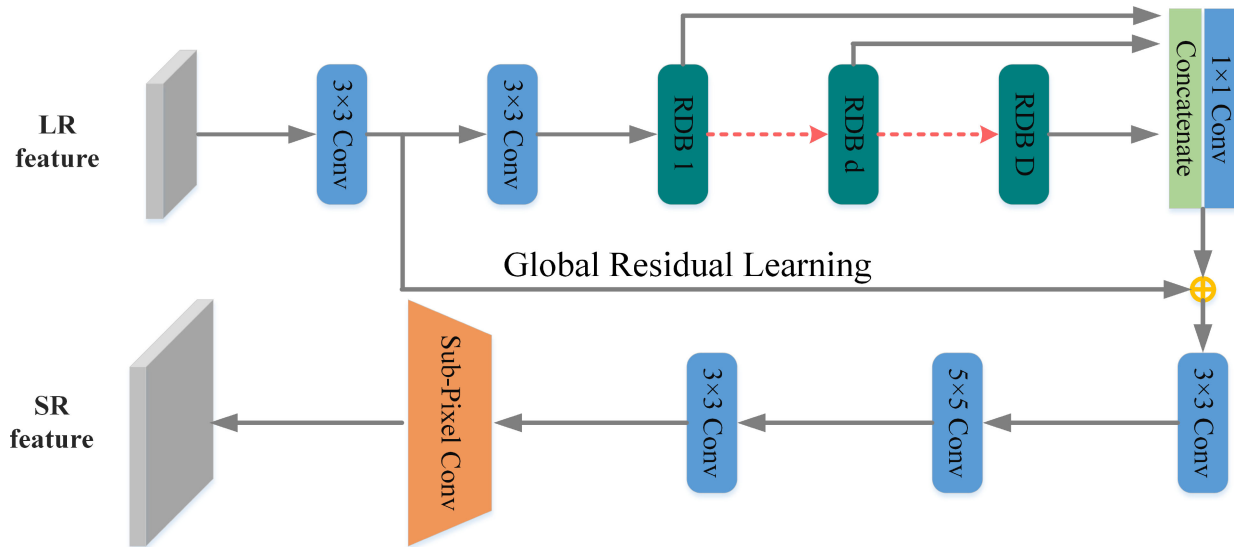 LR
feature
3×3 Conv
3×3 Conv
RDB 1
RDB d
RDB D
Concatenate
1×1 Conv
Global Residual Learning
SR
feature
Sub-Pixel Conv
3×3 Conv
5×5 Conv
3×3 Conv